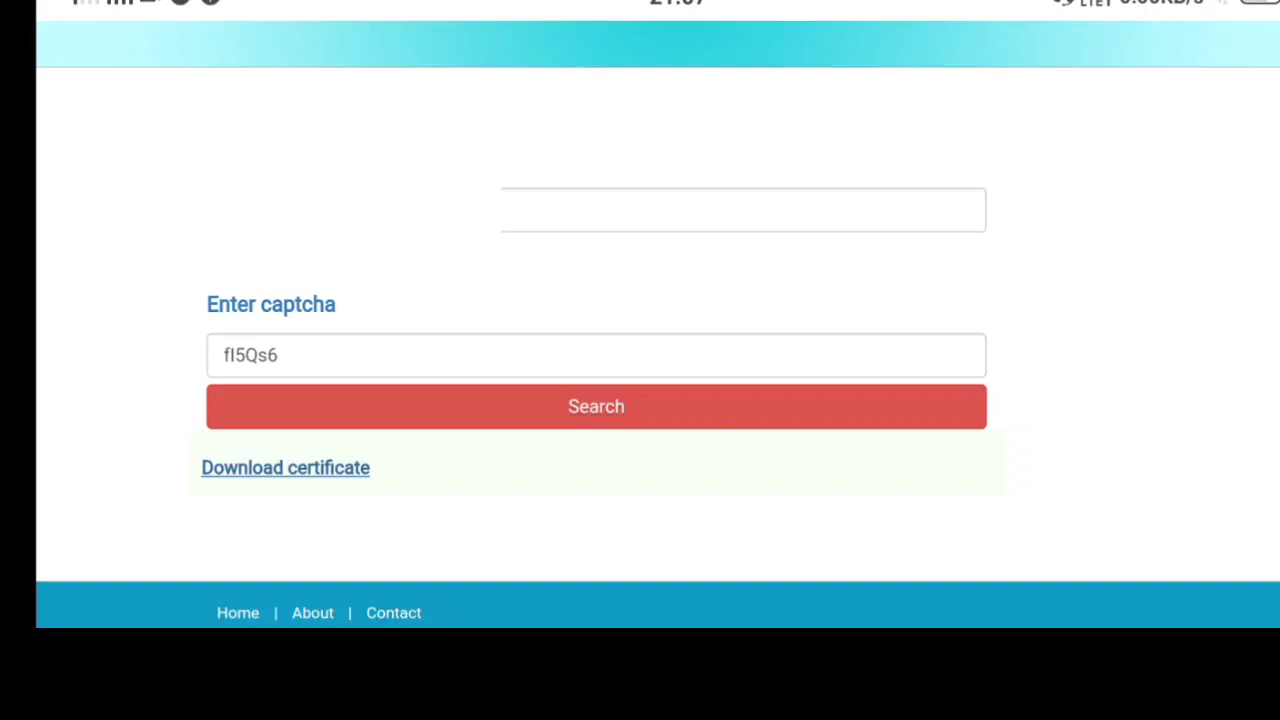 Enter captcha
fI5Qs6
Search
Download certificate
Home | About | Contact